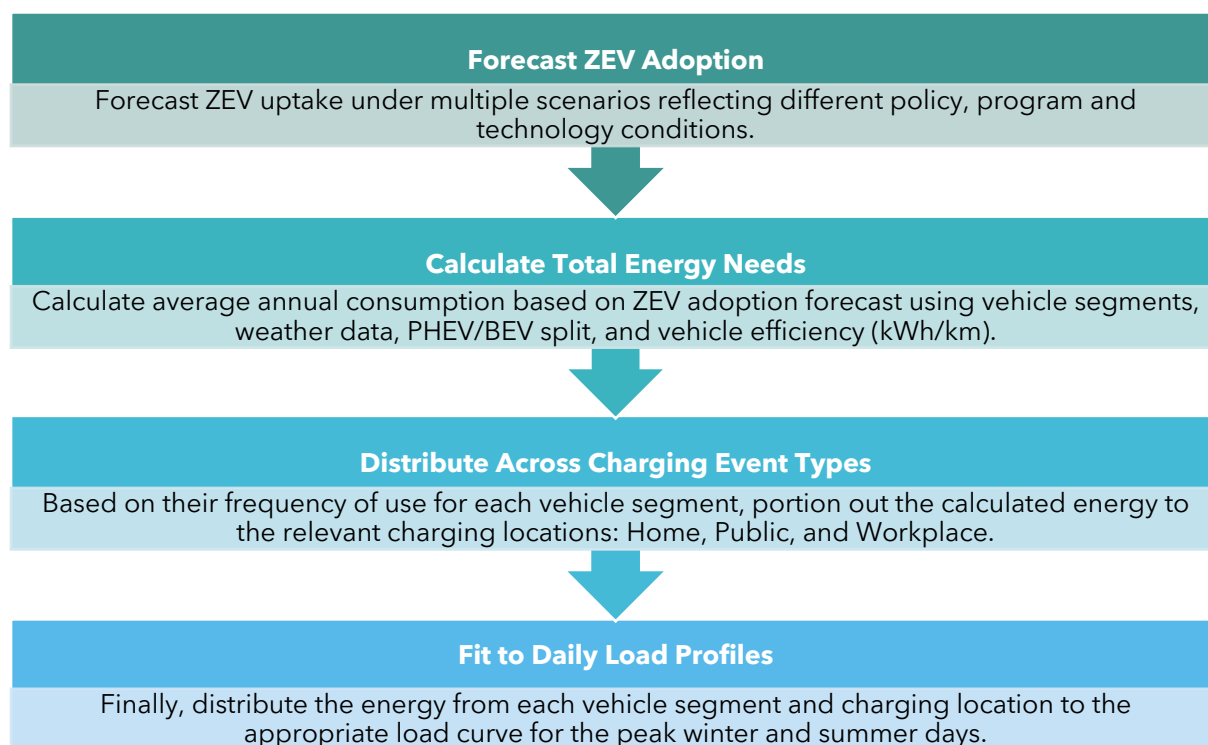 Forecast ZEV Adoption
Forecast ZEV uptake under multiple scenarios reflecting different policy, program and
technology conditions.
Calculate Total Energy Needs
Calculate average annual consumption based on ZEV adoption forecast using vehicle segments,
weather data, PHEV/BEV split, and vehicle efficiency (kWh/km).
Distribute Across Charging Event Types
Based on their frequency of use for each vehicle segment, portion out the calculated energy to
the relevant charging locations: Home, Public, and Workplace.
Fit to Daily Load Profiles
Finally, distribute the energy from each vehicle segment and charging location to the
appropriate load curve for the peak winter and summer days.